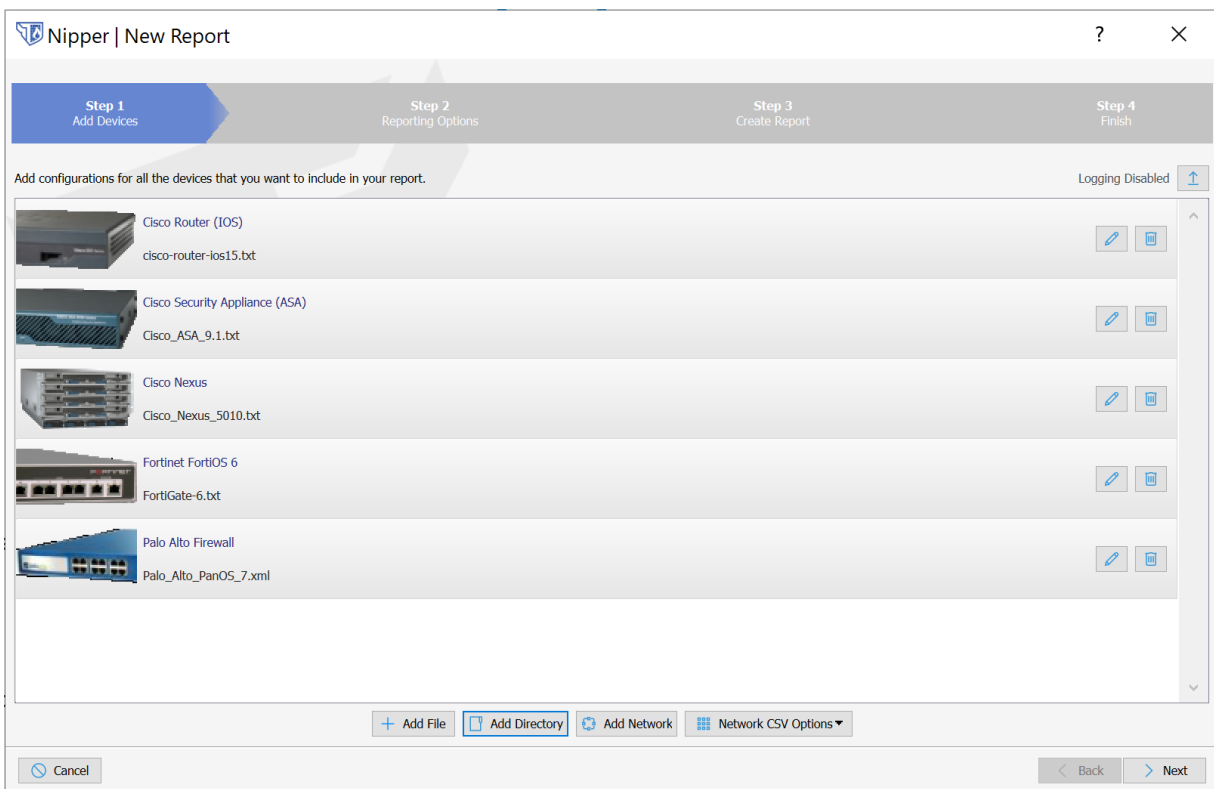 Nipper | New Report
?
Step 1
Add Devices
Step 2
Reporting Options
Step 3
Create Report
Step 4
Finish
Add configurations for all the devices that you want to include in your report.
Logging Disabled
Cisco Router (IOS)
cisco-router-ios15.txt
Cisco Security Appliance (ASA)
Cisco_ASA_9.1.txt
Cisco Nexus
Cisco_Nexus_5010.txt
Fortinet FortiOS 6
FortiGate-6.txt
Palo Alto Firewall
Palo_Alto_PanOS_7.xml
Add File
Add Directory
Add Network
Network CSV Options
Cancel
Back
Next